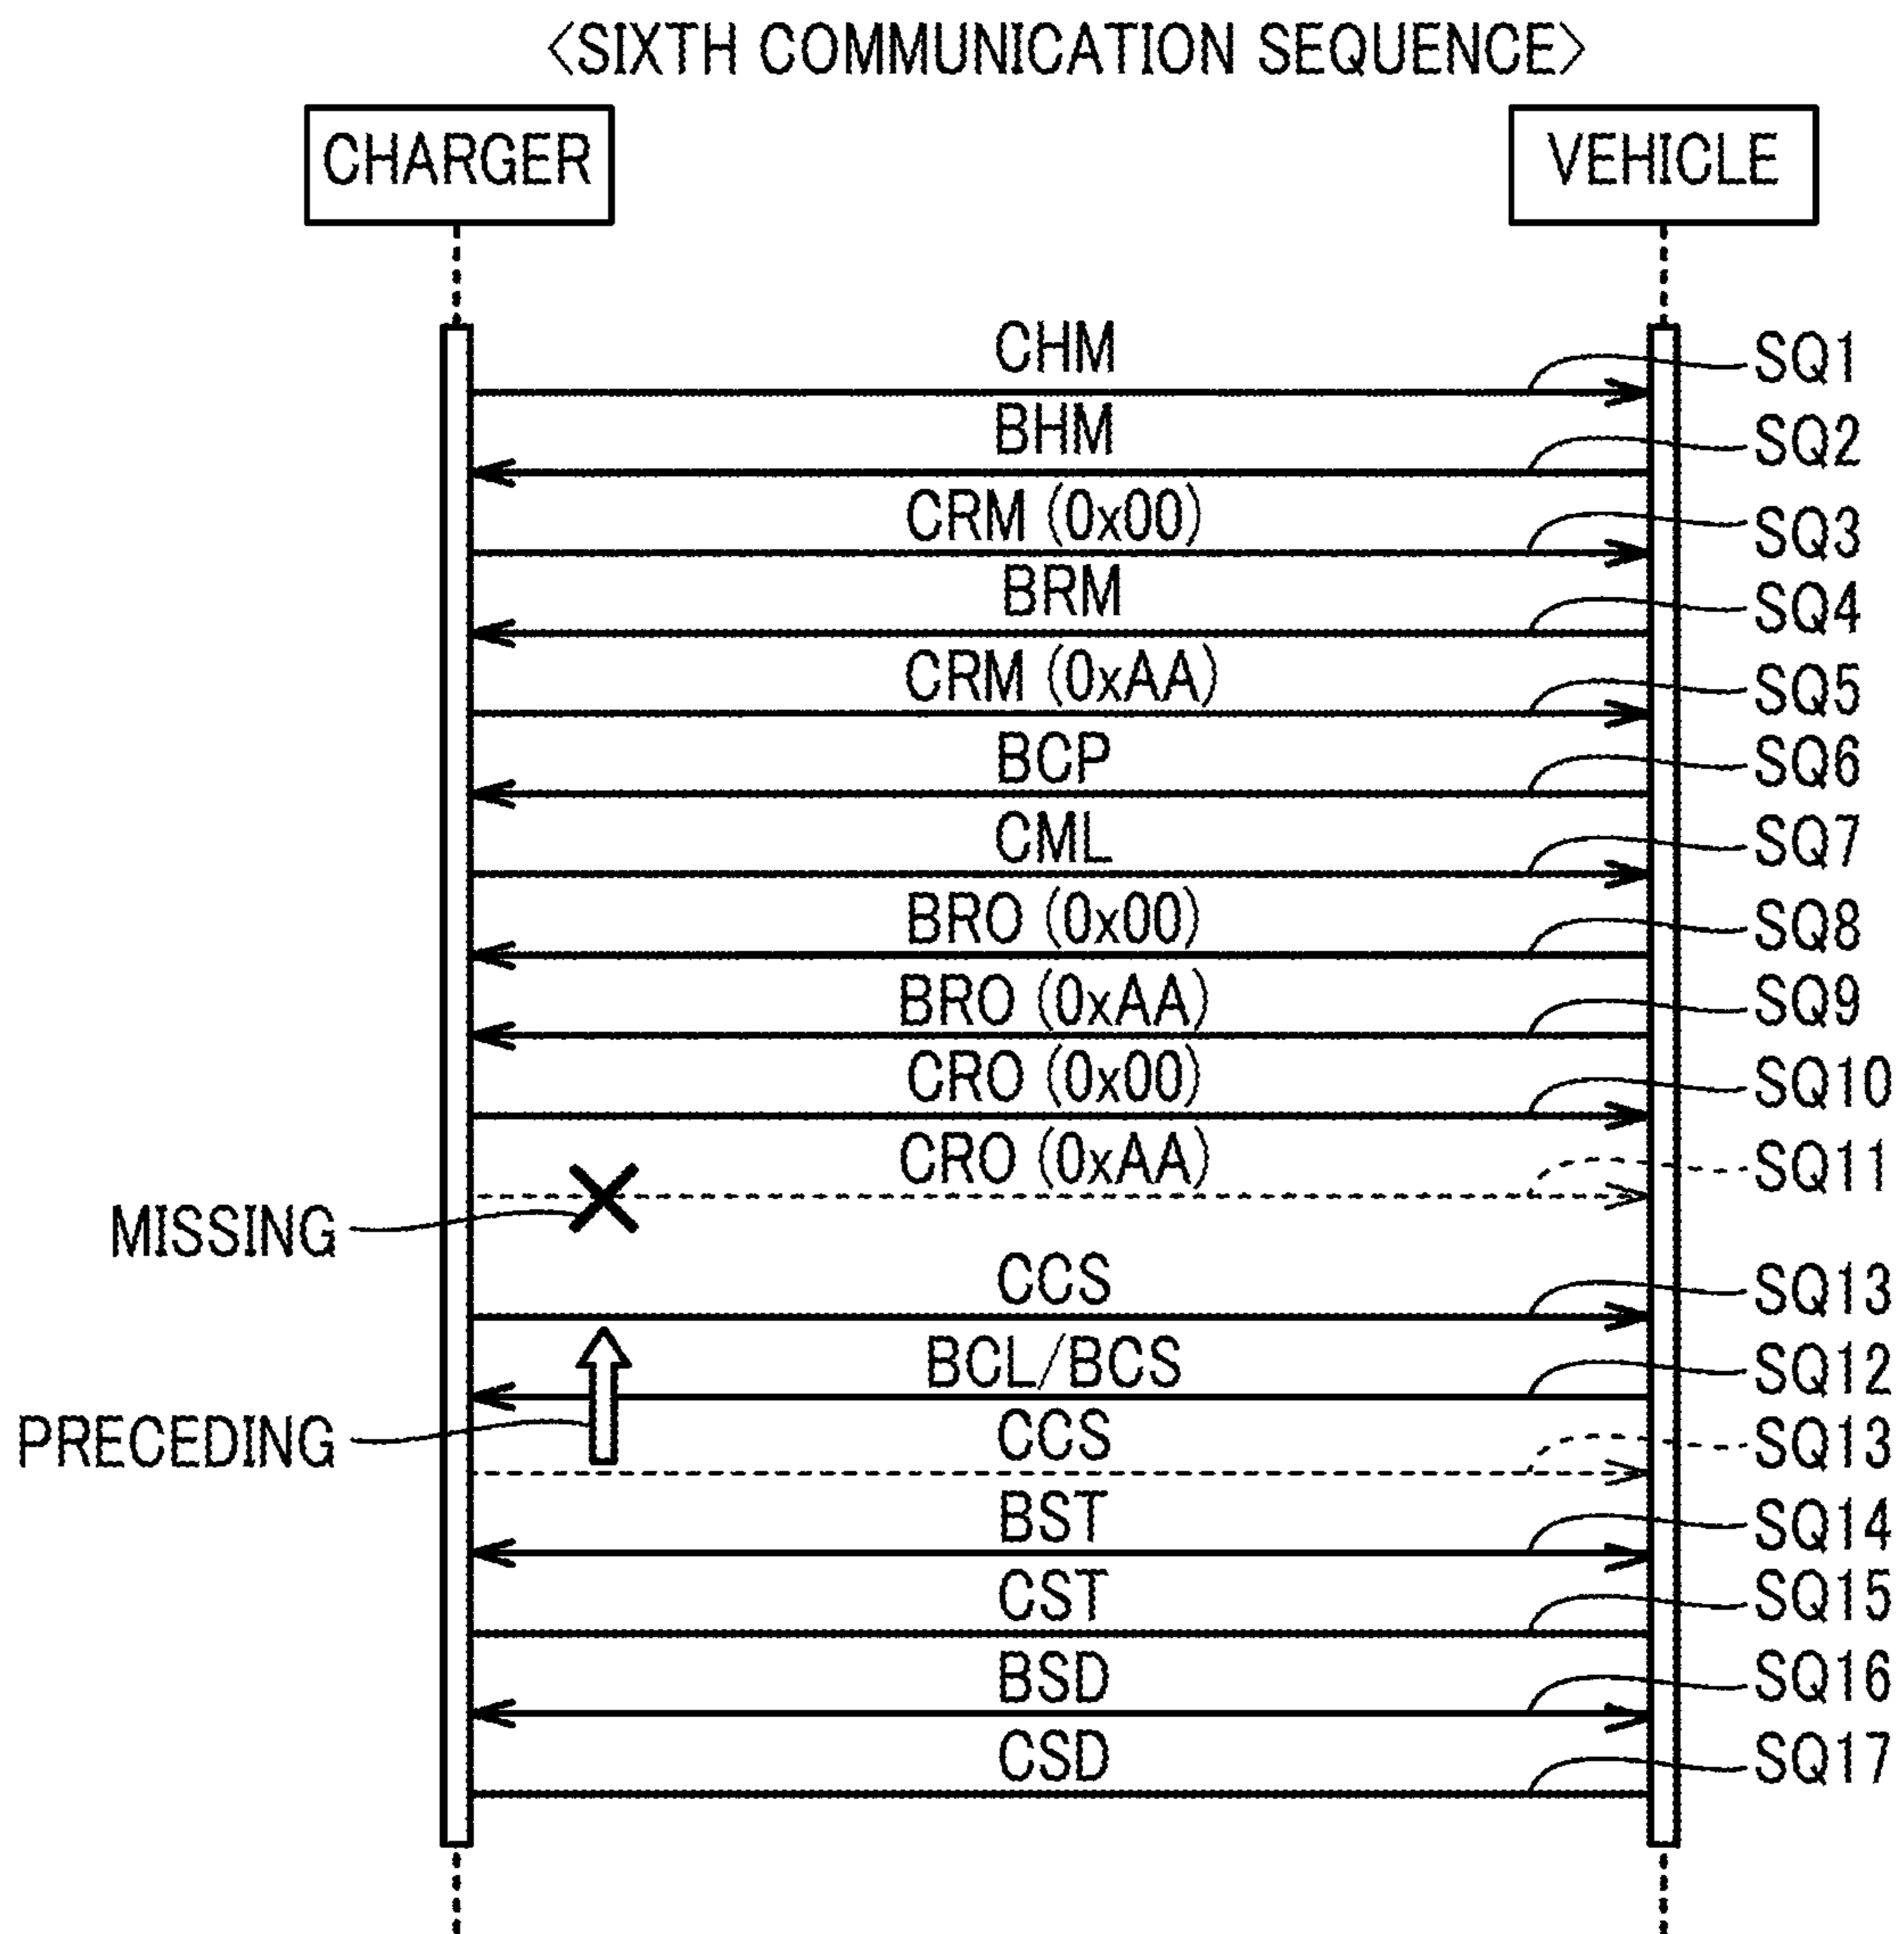 <SIXTH COMMUNICATION SEQUENCE>
CHARGER
VEHICLE
CHM
SQ1
BHM
SQ2
CRM (0x00)
SQ3
BRM
SQ4
CRM (0xAA)
SQ5
BCP
SQ6
CML
SQ7
BRO (0x00)
SQ8
BRO (0xAA)
SQ9
CRO (0x00)
SQ10
CRO (0xAA)
SQ11
MISSING
CCS
SQ13
BCL/BCS
SQ12
PRECEDING
CCS
SQ13
BST
SQ14
CST
SQ15
BSD
SQ16
CSD
SQ17